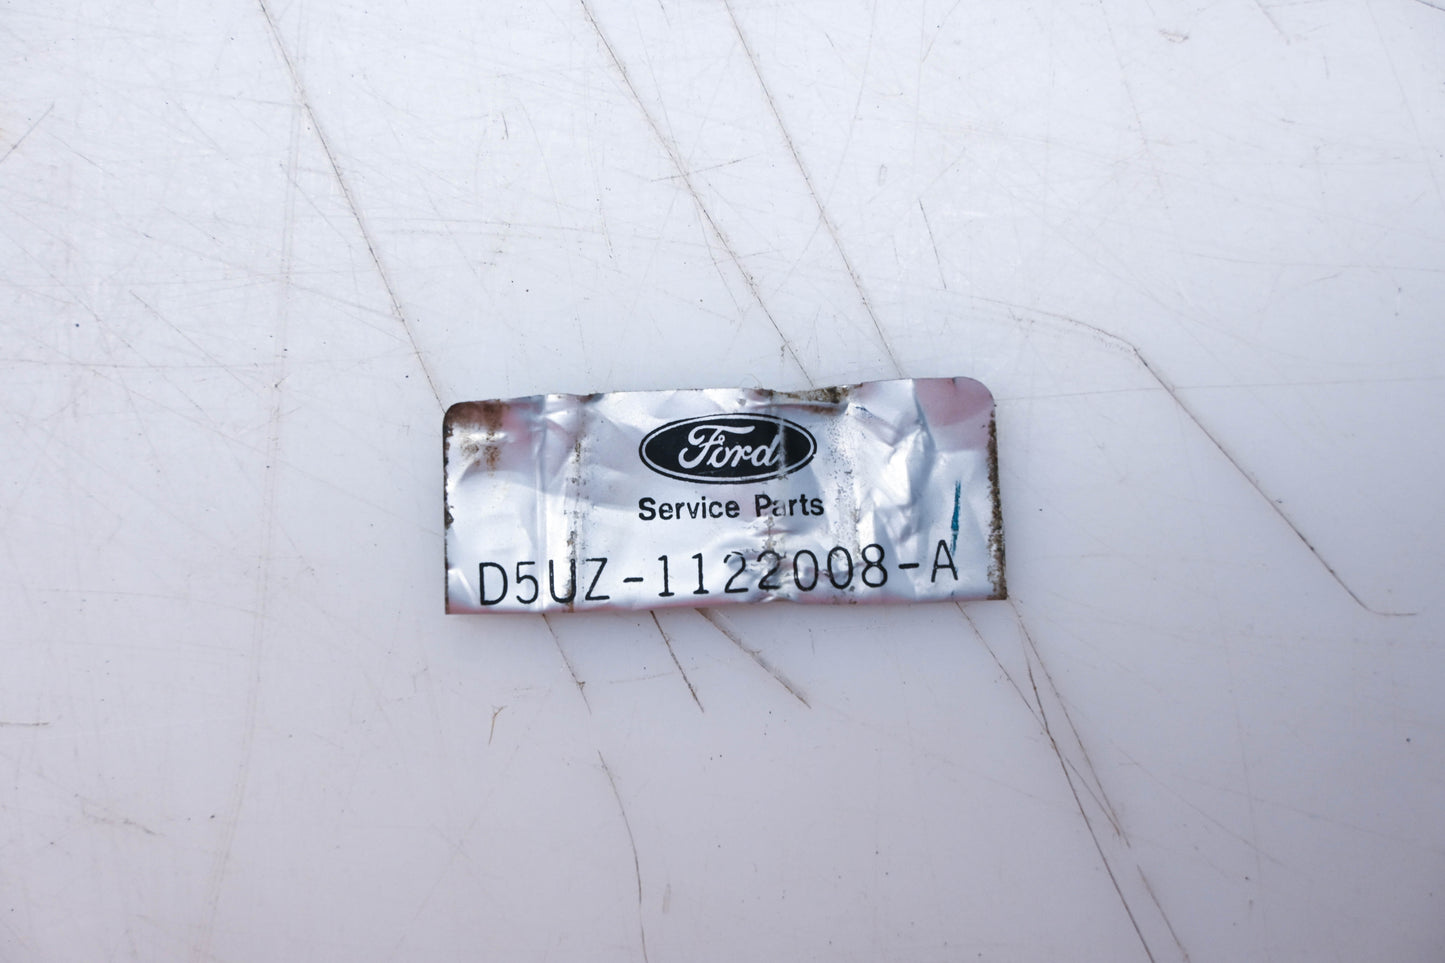 Ford
Service Parts
D5UZ-1122008-A